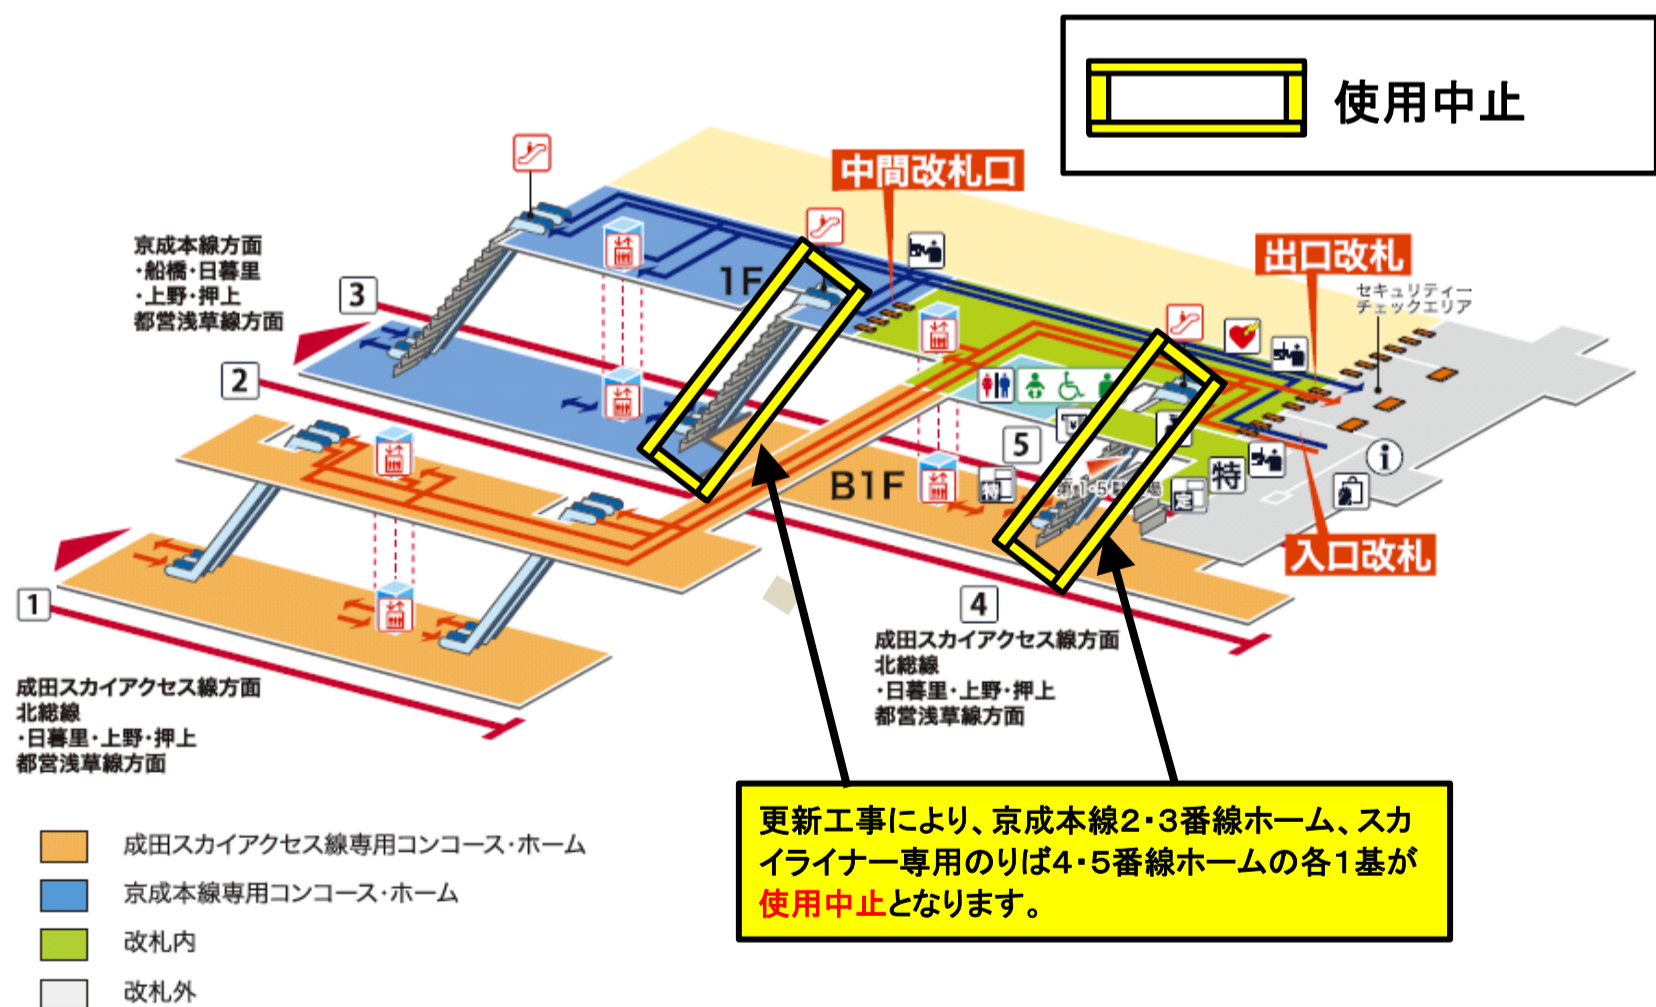 使用中止
中間改札口
出口改札
セキュリティー
チェックエリア
京成本線方面
・船橋・日暮里
・上野・押上
都営浅草線方面
3
1F
2
5
B1F
特
定
特
入口改札
1
4
成田スカイアクセス線方面
北総線
・日暮里・上野・押上
都営浅草線方面
成田スカイアクセス線方面
北総線
・日暮里・上野・押上
都営浅草線方面
更新工事により、京成本線2・3番線ホーム、スカ
イライナー専用のりば4・5番線ホームの各1基が
使用中止となります。
成田スカイアクセス線専用コンコース・ホーム
京成本線専用コンコース・ホーム
改札内
改札外